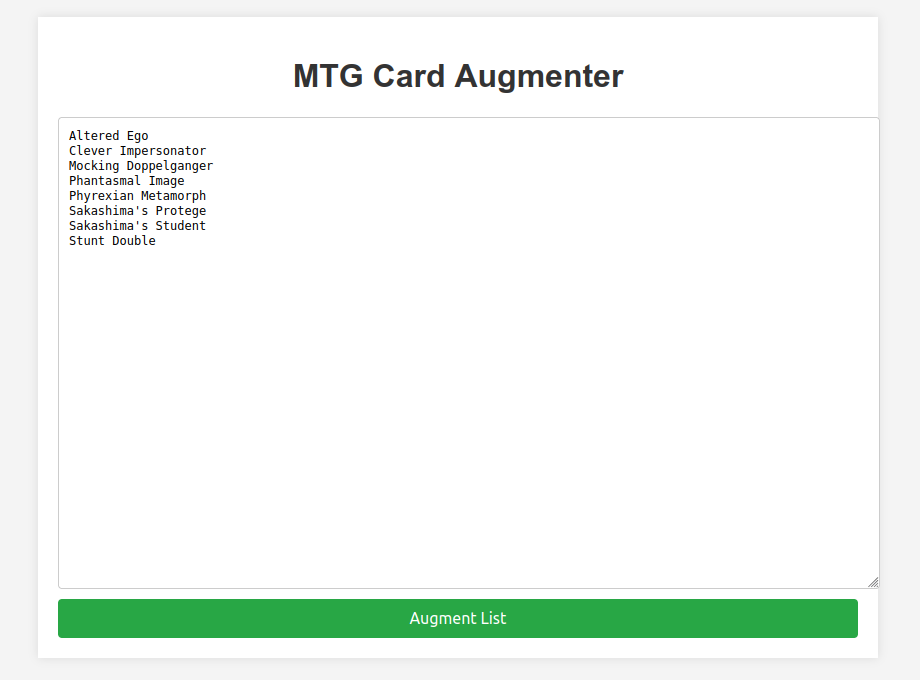 MTG Card Augmenter
Altered Ego
Clever Impersonator
Mocking Doppelganger
Phantasmal Image
Phyrexian Metamorph
Sakashima's Protege
Sakashima's Student
Stunt Double
Augment List